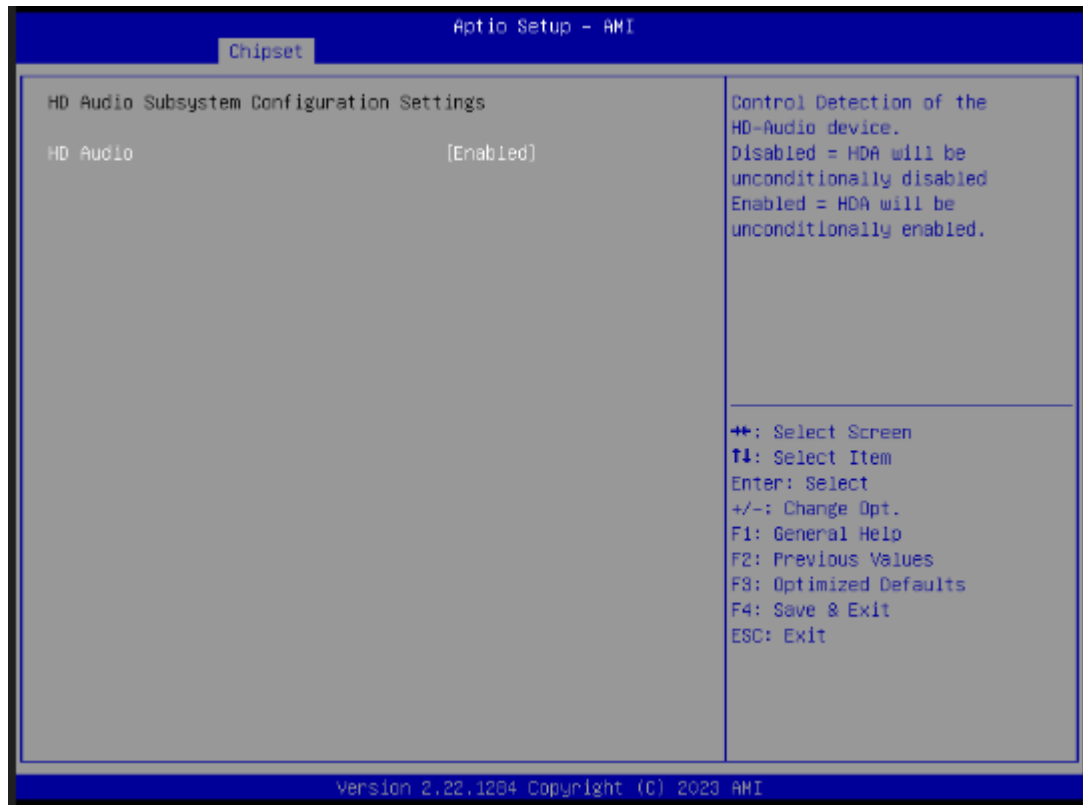 Aptio Setup - AMI
Chipset
HD Audio Subsystem Configuration Settings
HD Audio [Enabled]
Control Detection of the
HD-Audio device.
Disabled = HDA will be
unconditionally disabled
Enabled = HDA will be
unconditionally enabled.
→←: Select Screen
↑↓: Select Item
Enter: Select
+/-: Change Opt.
F1: General Help
F2: Previous Values
F3: Optimized Defaults
F4: Save & Exit
ESC: Exit
Version 2.22.1284 Copyright (C) 2023 AMI